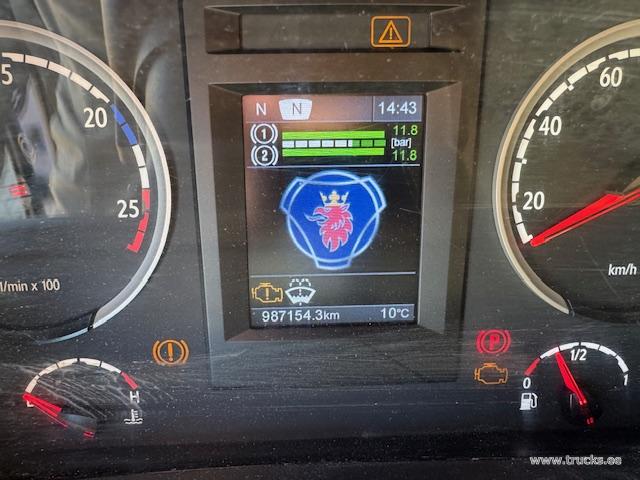 N N 14:43
1 11.8
[bar]
2 11.8
987154.3km 10°C
5
20
25
1/min x 100
H
60
40
20
km/h
P
0 1/2 1
www.trucks.ee